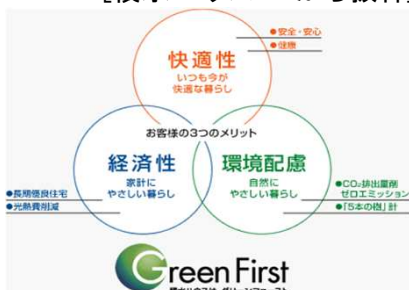 ●安全・安心
●健康
快適性
いつも今が
快適な暮らし
お客様の3つのメリット
経済性
家計に
やさしい暮らし
環境配慮
自然に
やさしい暮らし
●長期優良住宅
●光熱費削減
●CO₂排出量削
ゼロエミッション
●「5本の樹」計
Green First